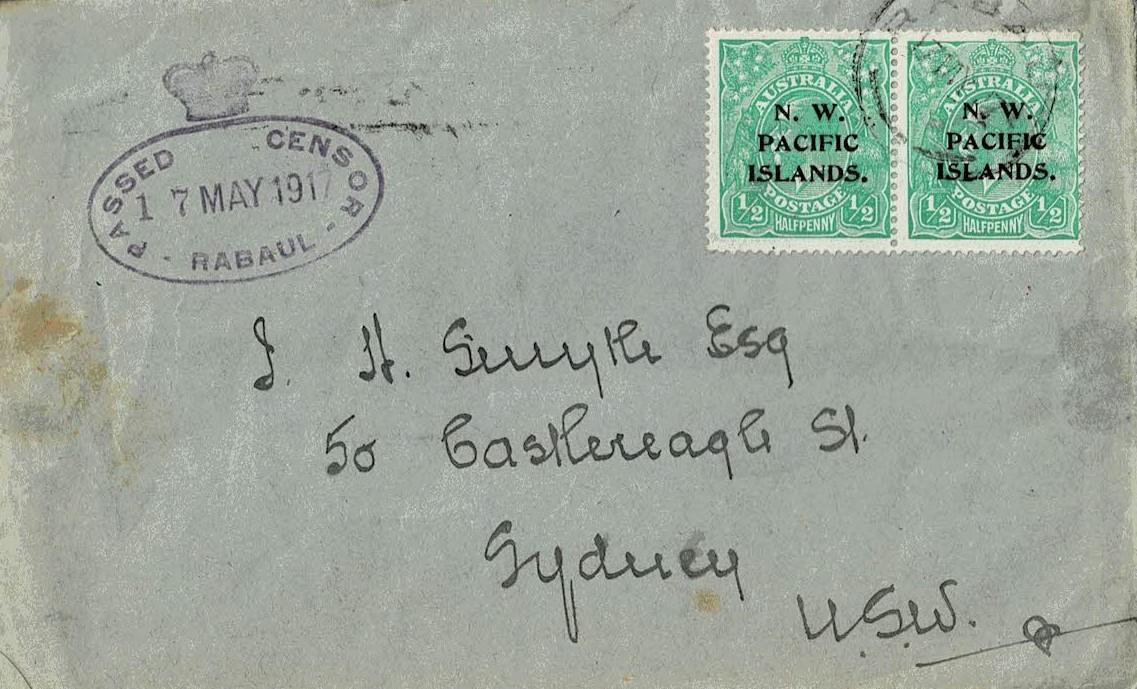 PASSED CENSOR
17 MAY 1917
- RABAUL -
AUSTRALIA
N. W.
PACIFIC
ISLANDS.
POSTAGE
½ ½
HALFPENNY
AUSTRALIA
N. W.
PACIFIC
ISLANDS.
POSTAGE
½ ½
HALFPENNY
RABAUL
J. H. Smyth Esq
50 Castlereagh St.
Sydney
N.S.W.